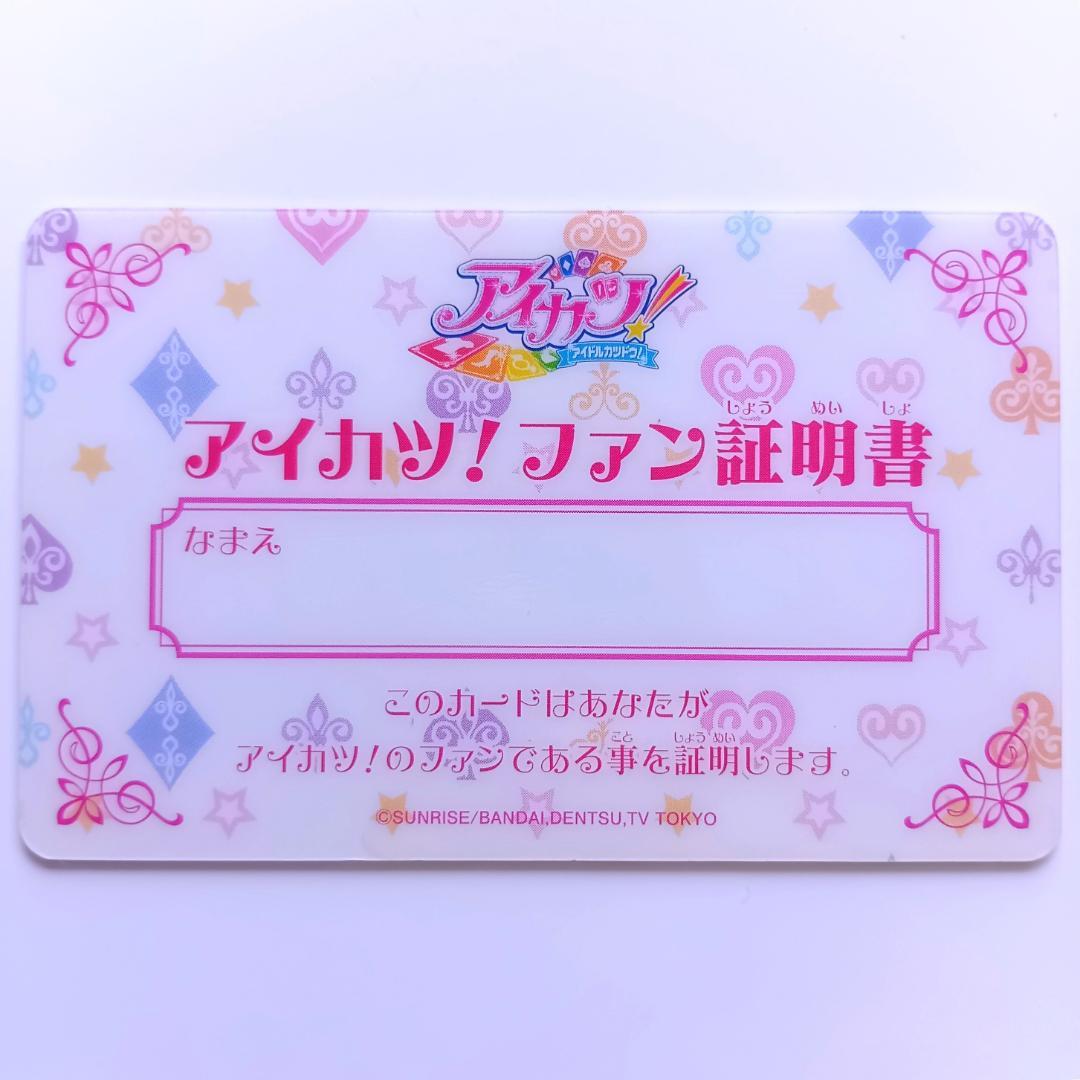 アイカツ!
アイドルカツドウ!
しょう めい しょ
アイカツ!ファン証明書
なまえ
このカードはあなたが
こと しょう めい
アイカツ!のファンである事を証明します。
©SUNRISE/BANDAI,DENTSU,TV TOKYO